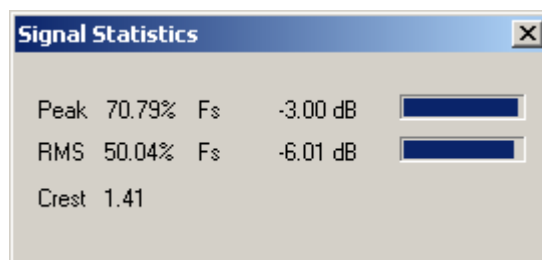 Signal Statistics
Peak 70.79% Fs -3.00 dB
RMS 50.04% Fs -6.01 dB
Crest 1.41